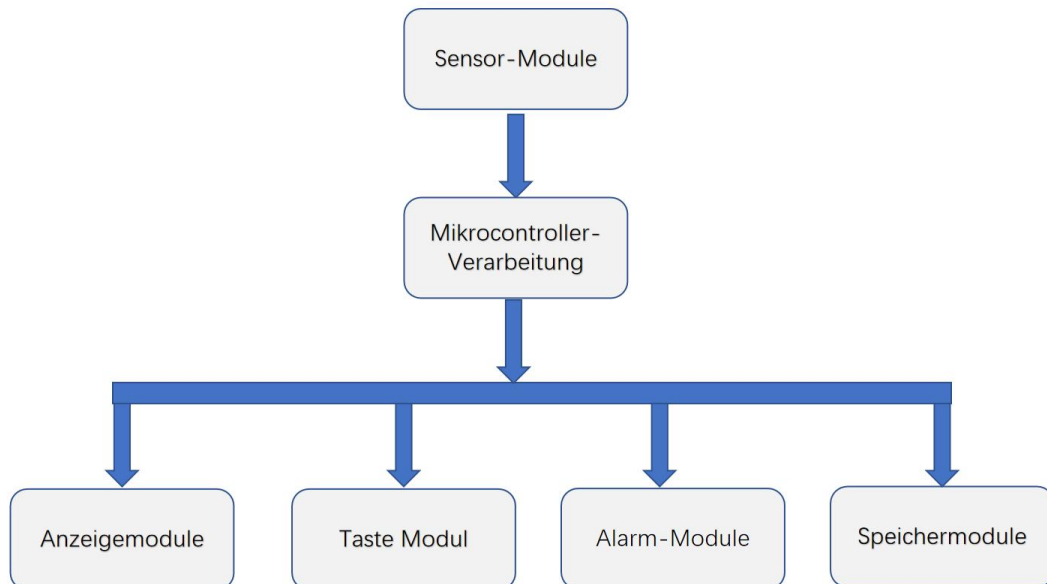 Sensor-Module
Mikrocontroller-
Verarbeitung
Anzeigemodule
Taste Modul
Alarm-Module
Speichermodule